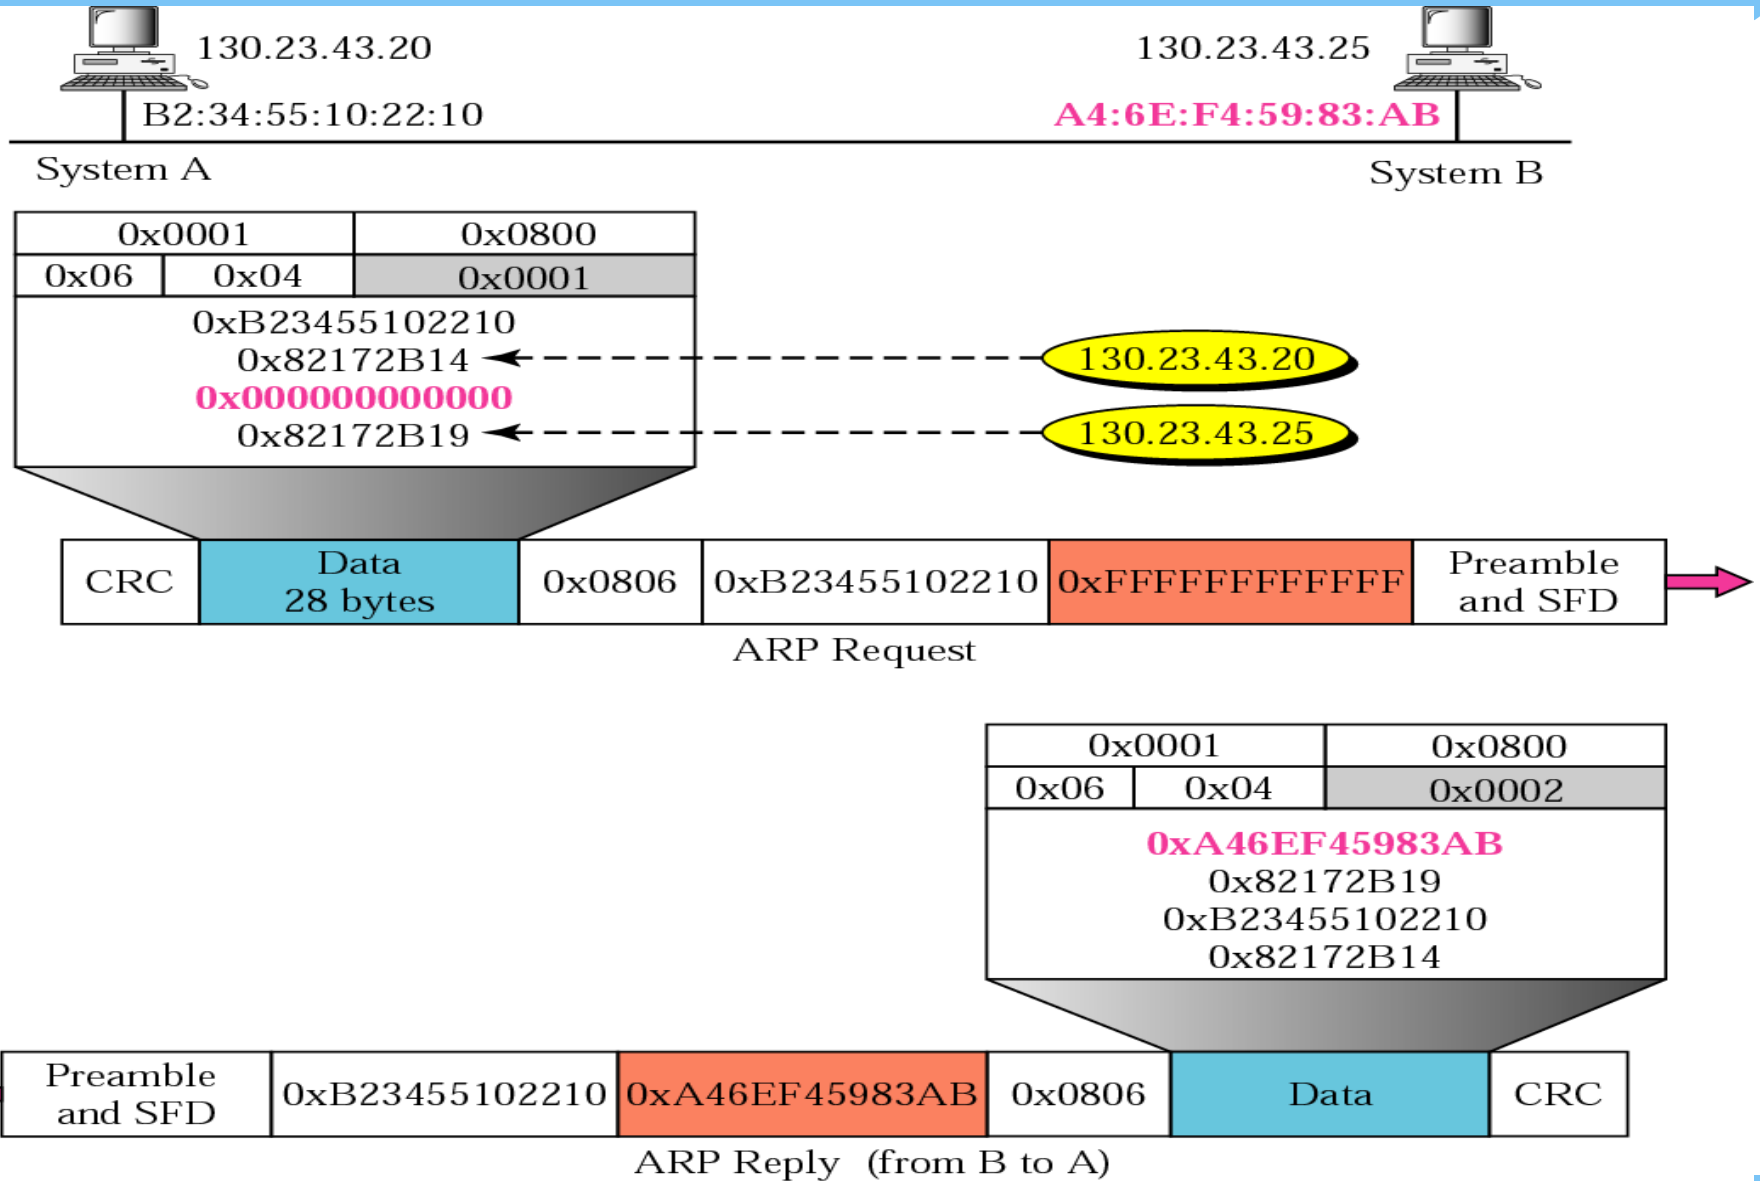 130.23.43.20
130.23.43.25
B2:34:55:10:22:10
A4:6E:F4:59:83:AB
System A
System B
0x0001
0x0800
0x06
0x04
0x0001
0xB23455102210
0x82172B14
130.23.43.20
0x000000000000
0x82172B19
130.23.43.25
CRC
Data
28 bytes
0x0806
0xB23455102210
0xFFFFFFFFFFFF
Preamble
and SFD
ARP Request
0x0001
0x0800
0x06
0x04
0x0002
0xA46EF45983AB
0x82172B19
0xB23455102210
0x82172B14
Preamble
and SFD
0xB23455102210
0xA46EF45983AB
0x0806
Data
CRC
ARP Reply (from B to A)